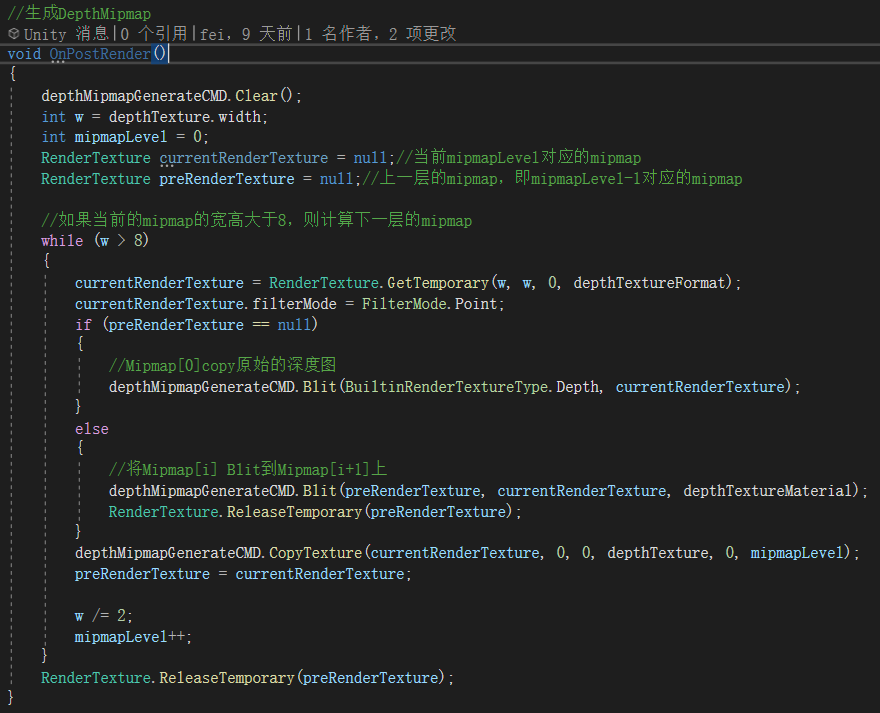 //生成DepthMipmap
Unity 消息|0 个引用|fei，9 天前|1 名作者，2 项更改
void OnPostRender()
{
depthMipmapGenerateCMD.Clear();
int w = depthTexture.width;
int mipmapLevel = 0;
RenderTexture currentRenderTexture = null;//当前mipmapLevel对应的mipmap
RenderTexture preRenderTexture = null;//上一层的mipmap，即mipmapLevel-1对应的mipmap
//如果当前的mipmap的宽高大于8，则计算下一层的mipmap
while (w > 8)
{
currentRenderTexture = RenderTexture.GetTemporary(w, w, 0, depthTextureFormat);
currentRenderTexture.filterMode = FilterMode.Point;
if (preRenderTexture == null)
{
//Mipmap[0]copy原始的深度图
depthMipmapGenerateCMD.Blit(BuiltinRenderTextureType.Depth, currentRenderTexture);
}
else
{
//将Mipmap[i] Blit到Mipmap[i+1]上
depthMipmapGenerateCMD.Blit(preRenderTexture, currentRenderTexture, depthTextureMaterial);
RenderTexture.ReleaseTemporary(preRenderTexture);
}
depthMipmapGenerateCMD.CopyTexture(currentRenderTexture, 0, 0, depthTexture, 0, mipmapLevel);
preRenderTexture = currentRenderTexture;
w /= 2;
mipmapLevel++;
}
RenderTexture.ReleaseTemporary(preRenderTexture);
}